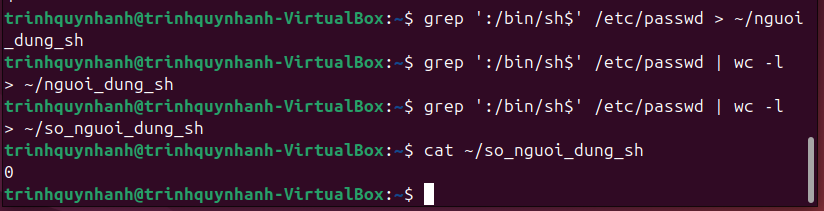 trinhquynhanh@trinhquynhanh-VirtualBox:~$ grep ':/bin/sh$' /etc/passwd > ~/nguoi
_dung_sh
trinhquynhanh@trinhquynhanh-VirtualBox:~$ grep ':/bin/sh$' /etc/passwd | wc -l
> ~/nguoi_dung_sh
trinhquynhanh@trinhquynhanh-VirtualBox:~$ grep ':/bin/sh$' /etc/passwd | wc -l
> ~/so_nguoi_dung_sh
trinhquynhanh@trinhquynhanh-VirtualBox:~$ cat ~/so_nguoi_dung_sh
0
trinhquynhanh@trinhquynhanh-VirtualBox:~$